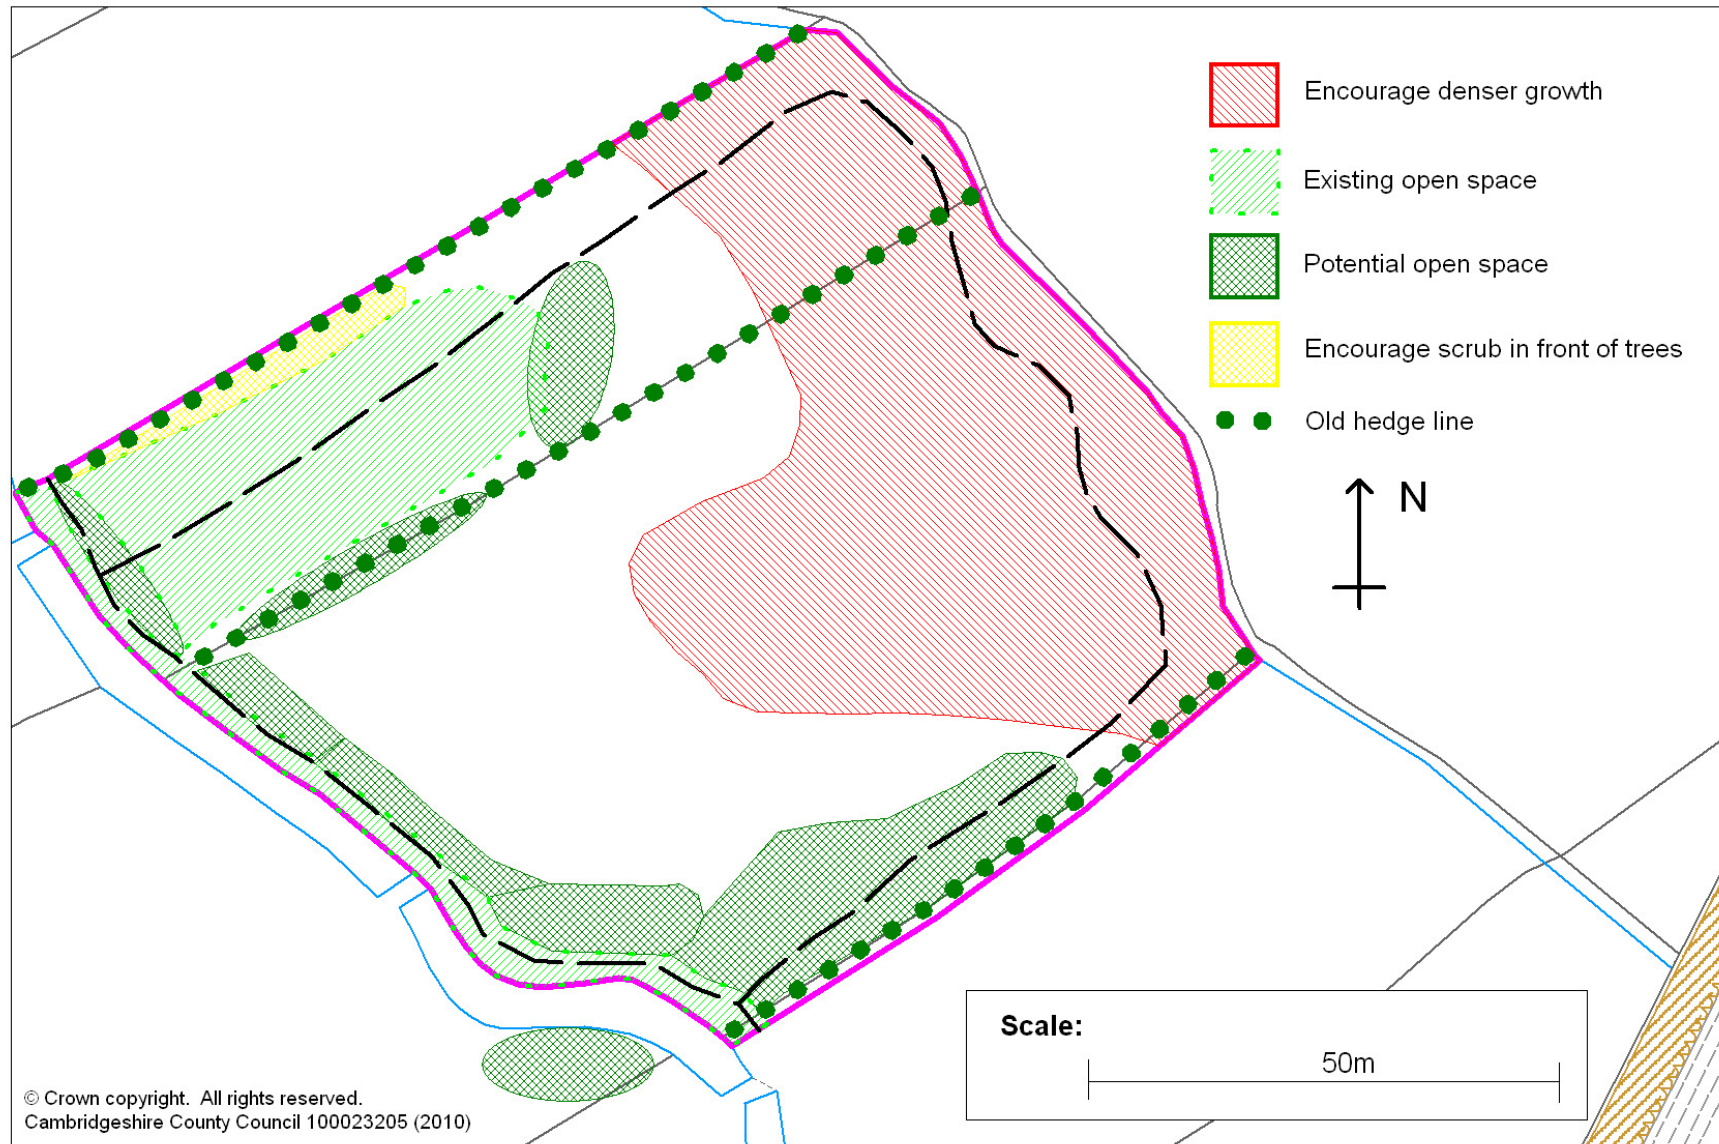 Encourage denser growth
Existing open space
Potential open space
Encourage scrub in front of trees
Old hedge line
N
Scale:
50m
© Crown copyright. All rights reserved.
Cambridgeshire County Council 100023205 (2010)